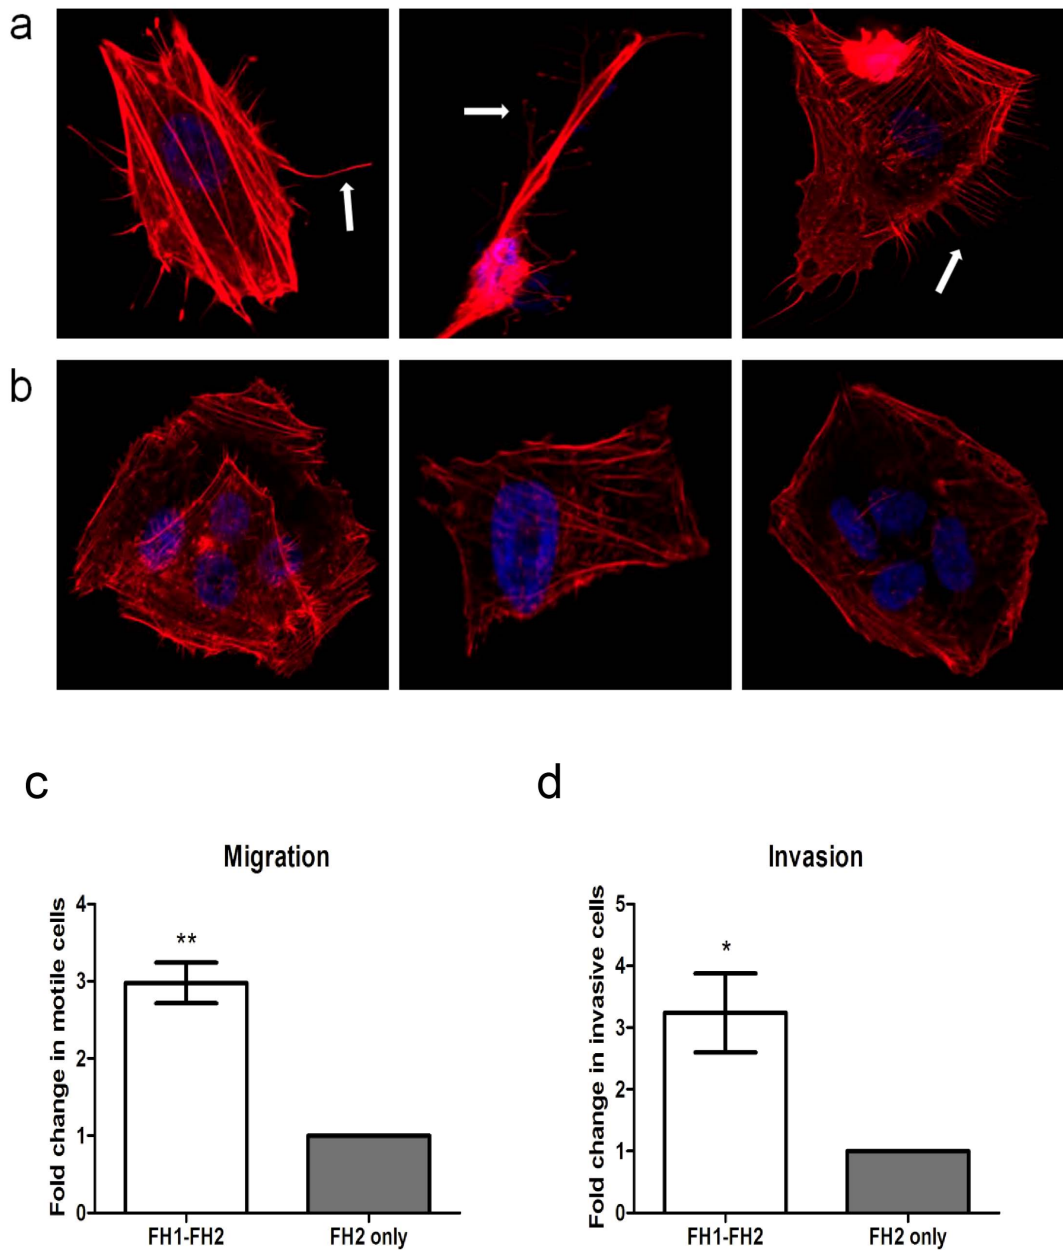 a
b
c
d
Migration
Fold change in motile cells
4
3
2
1
0
**
FH1-FH2
FH2 only
Invasion
Fold change in invasive cells
5
4
3
2
1
0
*
FH1-FH2
FH2 only